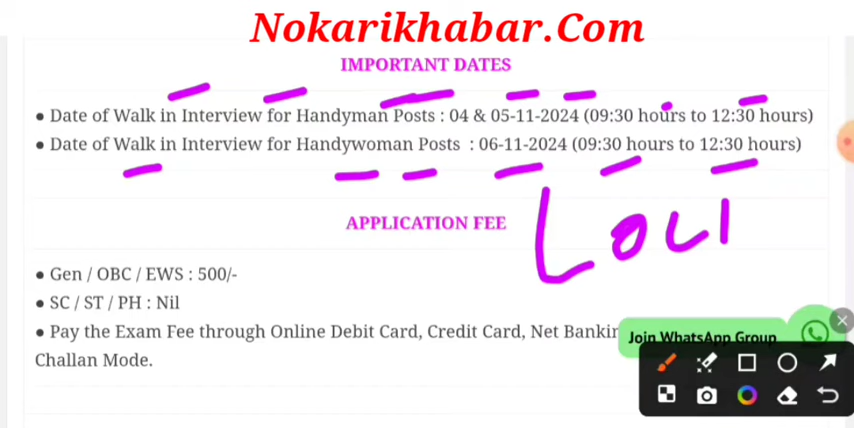 Nokarikhabar.Com
IMPORTANT DATES
● Date of Walk in Interview for Handyman Posts : 04 & 05-11-2024 (09:30 hours to 12:30 hours)
● Date of Walk in Interview for Handywoman Posts : 06-11-2024 (09:30 hours to 12:30 hours)
APPLICATION FEE
● Gen / OBC / EWS : 500/-
● SC / ST / PH : Nil
● Pay the Exam Fee through Online Debit Card, Credit Card, Net Bankin
Challan Mode.
Join WhatsApp Group